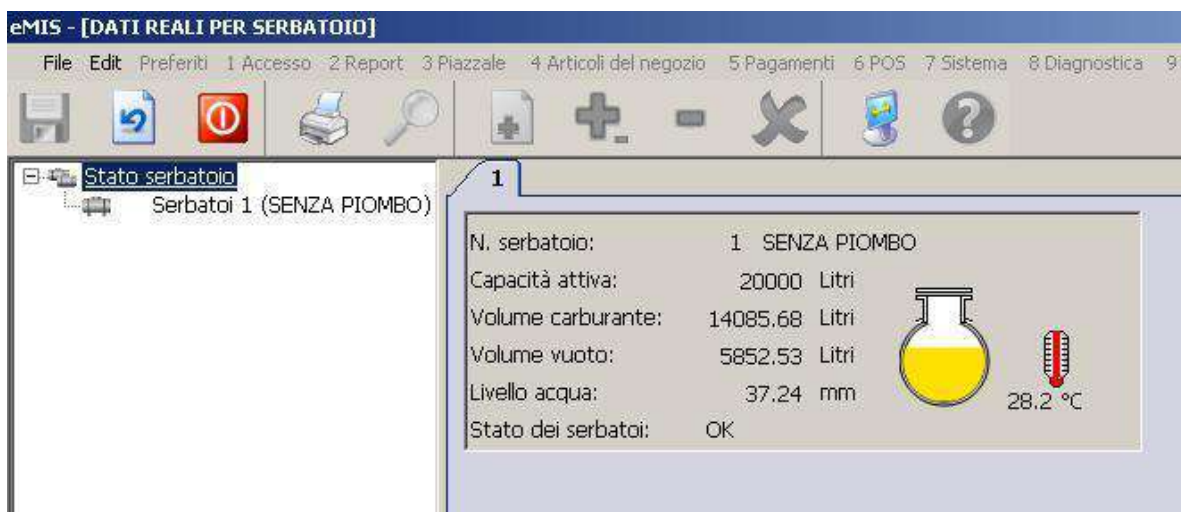 eMIS - [DATI REALI PER SERBATOIO]
File Edit Preferiti 1 Accesso 2 Report 3 Piazzale 4 Articoli del negozio 5 Pagamenti 6 POS 7 Sistema 8 Diagnostica 9
Stato serbatoio
Serbatoi 1 (SENZA PIOMBO)
1
N. serbatoio: 1 SENZA PIOMBO
Capacità attiva: 20000 Litri
Volume carburante: 14085.68 Litri
Volume vuoto: 5852.53 Litri
Livello acqua: 37.24 mm
28.2 °C
Stato dei serbatoi: OK